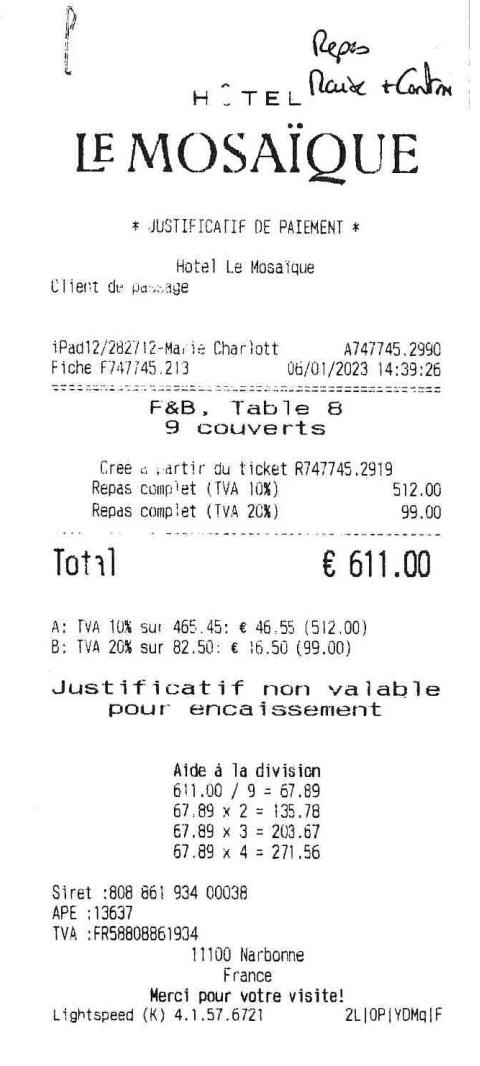 Repas
HÔTEL
LE MOSAÏQUE
* JUSTIFICATIF DE PAIEMENT *
Hotel Le Mosaïque
Client de passage
iPad12/282712-Marie Charlott A747745.2990
Fiche F747745.213 06/01/2023 14:39:26
F&B, Table 8
9 couverts
Créé à partir du ticket R747745.2919
Repas complet (TVA 10%) 512.00
Repas complet (TVA 20%) 99.00
Total € 611.00
A: TVA 10% sur 465.45: € 46.55 (512.00)
B: TVA 20% sur 82.50: € 16.50 (99.00)
Justificatif non valable
pour encaissement
Aide à la division
611.00 / 9 = 67.89
67.89 x 2 = 135.78
67.89 x 3 = 203.67
67.89 x 4 = 271.56
Siret :808 861 934 00038
APE :13637
TVA :FR58808861934
11100 Narbonne
France
Merci pour votre visite!
Lightspeed (K) 4.1.57.6721 2L|OP|YDMq|F